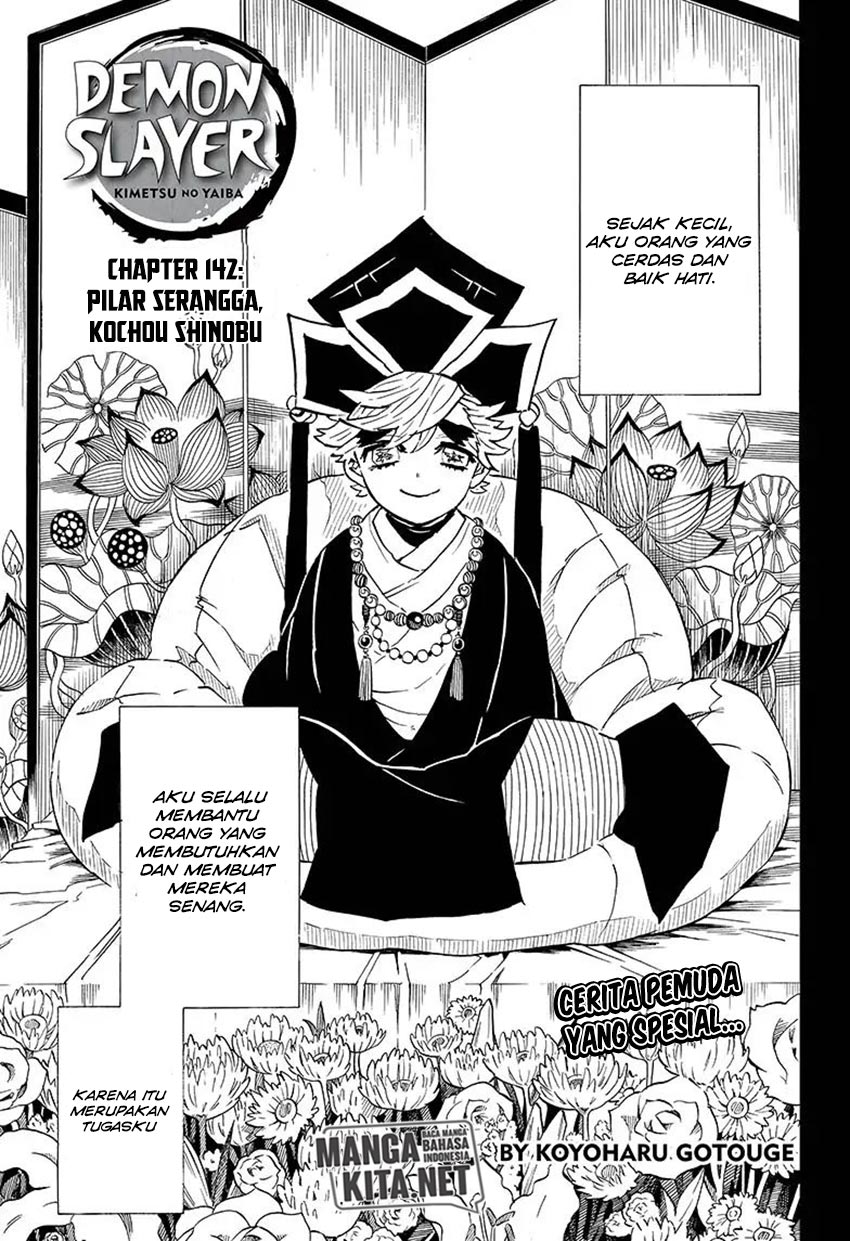 DEMON
SLAYER
KIMETSU NO YAIBA
CHAPTER 142:
PILAR SERANGGA,
KOCHOU SHINOBU
SEJAK KECIL,
AKU ORANG YANG
CERDAS DAN
BAIK HATI.
AKU SELALU
MEMBANTU
ORANG YANG
MEMBUTUHKAN
DAN MEMBUAT
MEREKA
SENANG.
CERITA PEMUDA
YANG SPESIAL...
KARENA ITU
MERUPAKAN
TUGASKU
MANGA
BACA MANGA
BAHASA
INDONESIA
KITA.NET
BY KOYOHARU GOTOUGE